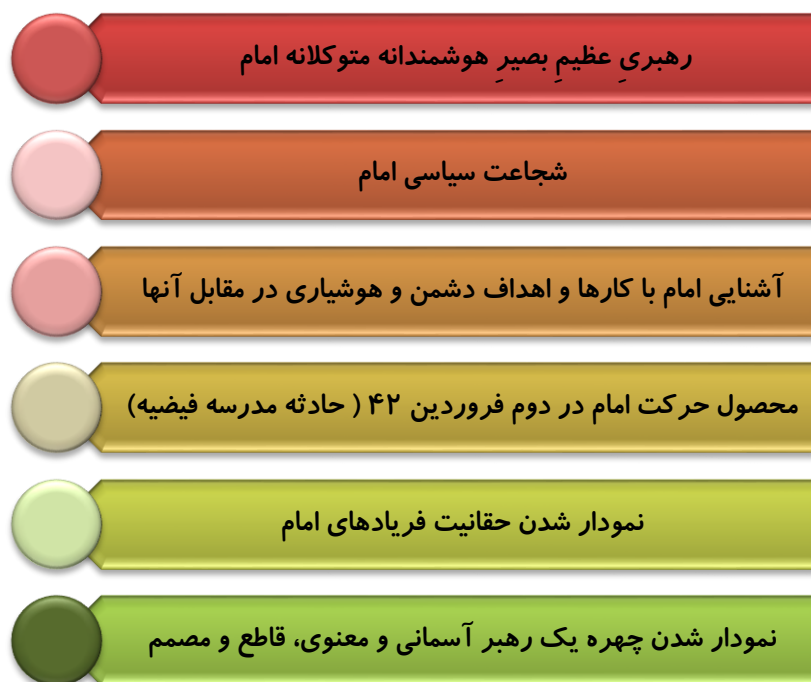 رهبریِ عظیمِ بصیرِ هوشمندانه متوکلانه امام
شجاعت سیاسی امام
آشنایی امام با کارها و اهداف دشمن و هوشیاری در مقابل آنها
محصول حرکت امام در دوم فروردین ۴۲ ( حادثه مدرسه فیضیه)
نمودار شدن حقانیت فریادهای امام
نمودار شدن چهره یک رهبر آسمانی و معنوی، قاطع و مصمم